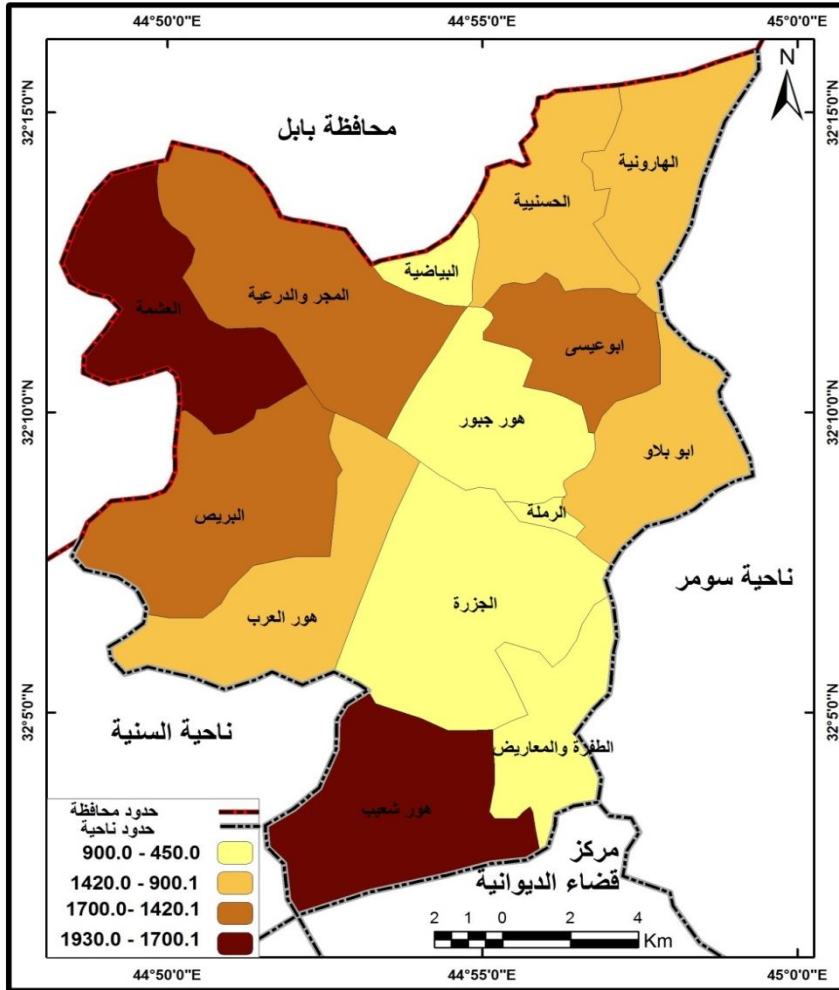 44°50'0"E
44°55'0"E
45°0'0"E
N
32°15'0"N
32°15'0"N
محافظة بابل
الهارونية
الحسنيية
البياضية
المجر والدرعية
العشمة
ابوعيسى
32°10'0"N
32°10'0"N
هور جبور
ابو بلاو
البريص
الرملة
ناحية سومر
الجزرة
هور العرب
32°5'0"N
32°5'0"N
ناحية السنية
الطفرة والمعاريض
هور شعيب
حدود محافظة
حدود ناحية
900.0 - 450.0
1420.0 - 900.1
1700.0- 1420.1
1930.0 - 1700.1
مركز
قضاء الديوانية
2 1 0 2 4
Km
44°50'0"E
44°55'0"E
45°0'0"E